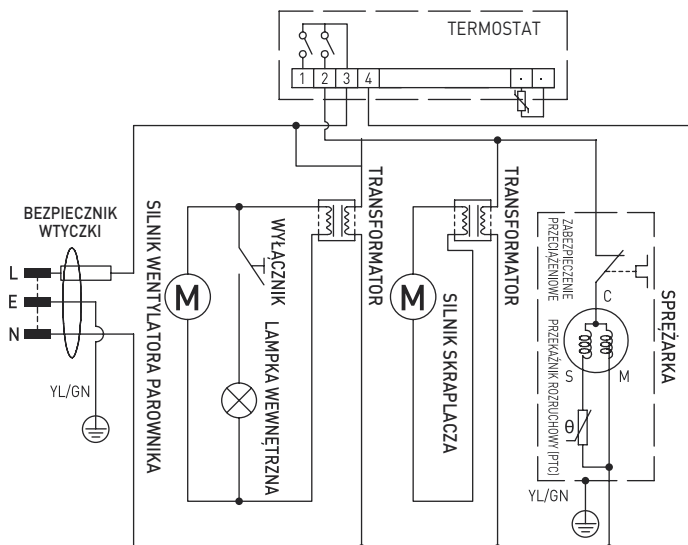 TERMOSTAT
1 2 3 4
BEZPIECZNIK
WTYCZKI
L
E
N
YL/GN
SILNIK WENTYLATORA PAROWNIKA
M
WYŁĄCZNIK
LAMPKA WEWNĘTRZNA
TRANSFORMATOR
M
SILNIK SKRAPLACZA
TRANSFORMATOR
ZABEZPIECZENIE
PRZECIĄŻENIOWE
C
S
M
θ
PRZEKAŹNIK ROZRUCHOWY (PTC)
SPRĘŻARKA
YL/GN